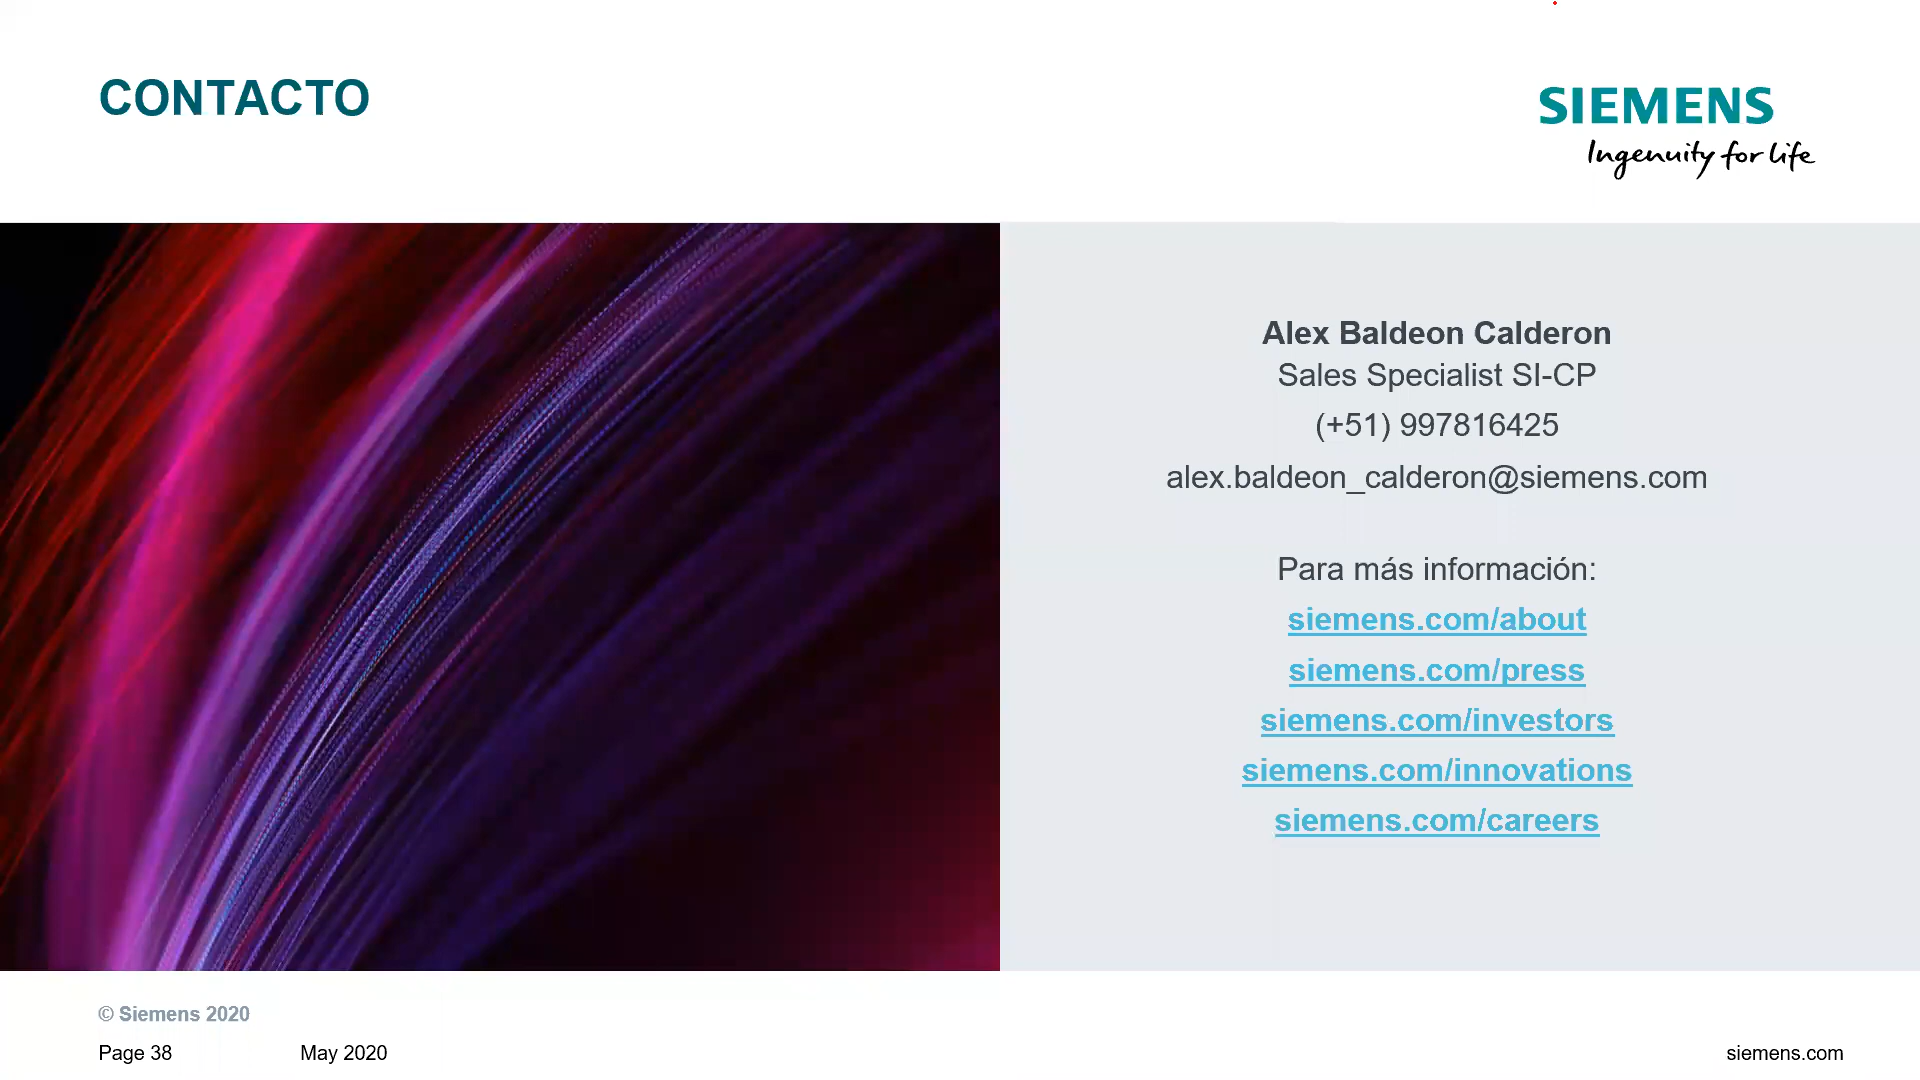 CONTACTO
SIEMENS
Ingenuity for life
Alex Baldeon Calderon
Sales Specialist SI-CP
(+51) 997816425
alex.baldeon_calderon@siemens.com
Para más información:
siemens.com/about
siemens.com/press
siemens.com/investors
siemens.com/innovations
siemens.com/careers
© Siemens 2020
Page 38 May 2020 siemens.com